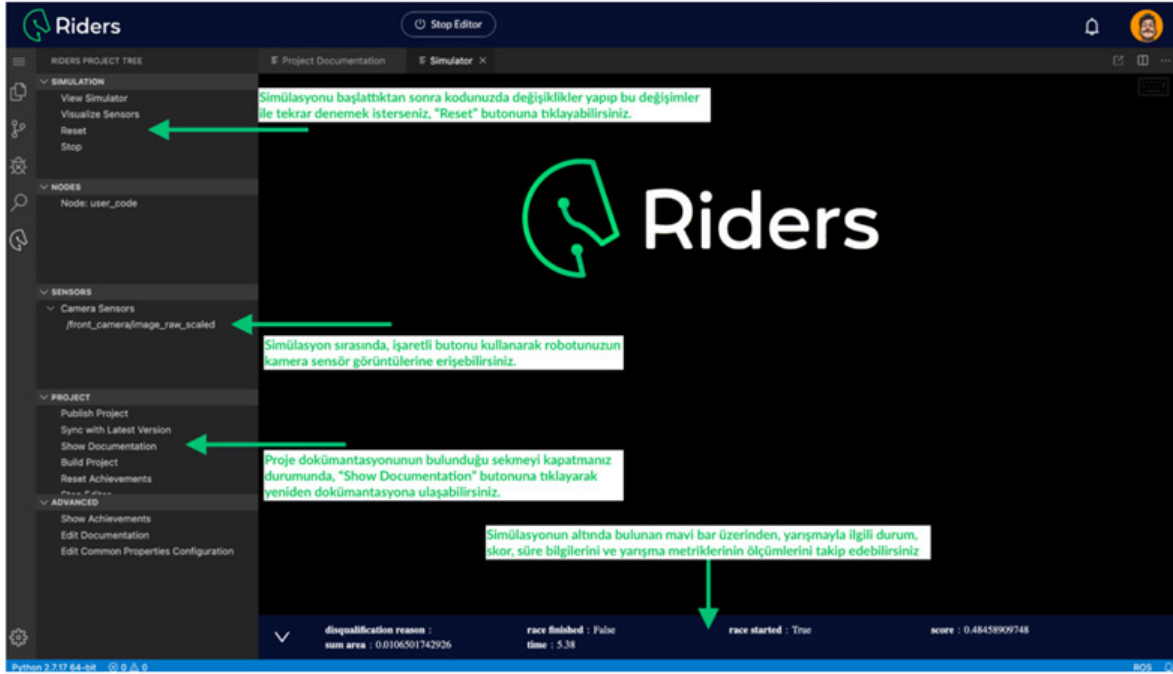 Riders
Stop Editor
RIDERS PROJECT TREE
Project Documentation
Simulator
SIMULATION
View Simulator
Visualize Sensors
Reset
Stop
Simülasyonu başlattıktan sonra kodunuzda değişiklikler yapıp bu değişimler
ile tekrar denemek isterseniz, "Reset" butonuna tıklayabilirsiniz.
NODES
Node: user_code
Riders
SENSORS
Camera Sensors
/front_camera/image_raw_scaled
Simülasyon sırasında, işaretli butonu kullanarak robotunuzun
kamera sensör görüntülerine erişebilirsiniz.
PROJECT
Publish Project
Sync with Latest Version
Show Documentation
Build Project
Reset Achievements
Stop Editor
Proje dokümantasyonunun bulunduğu sekmeyi kapatmanız
durumunda, "Show Documentation" butonuna tıklayarak
yeniden dokümantasyona ulaşabilirsiniz.
ADVANCED
Show Achievements
Edit Documentation
Edit Common Properties Configuration
Simülasyonun altında bulunan mavi bar üzerinden, yarışmayla ilgili durum,
skor, süre bilgilerini ve yarışma metriklerinin ölçümlerini takip edebilirsiniz
disqualification reason : race finished : False race started : True score : 0.48458909748
sum area : 0.0106501742926 time : 5.38
Python 2.7.17 64-bit 0 0 ROS